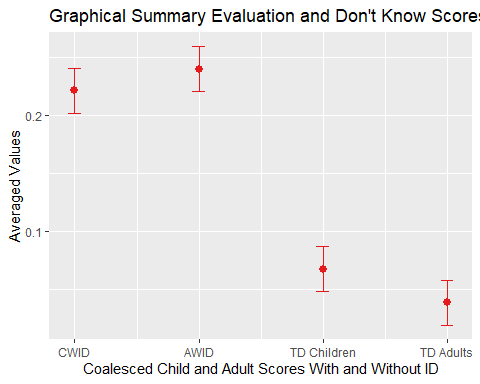 Graphical Summary Evaluation and Don't Know Scores
Averaged Values
0.2
0.1
CWID AWID TD Children TD Adults
Coalesced Child and Adult Scores With and Without ID